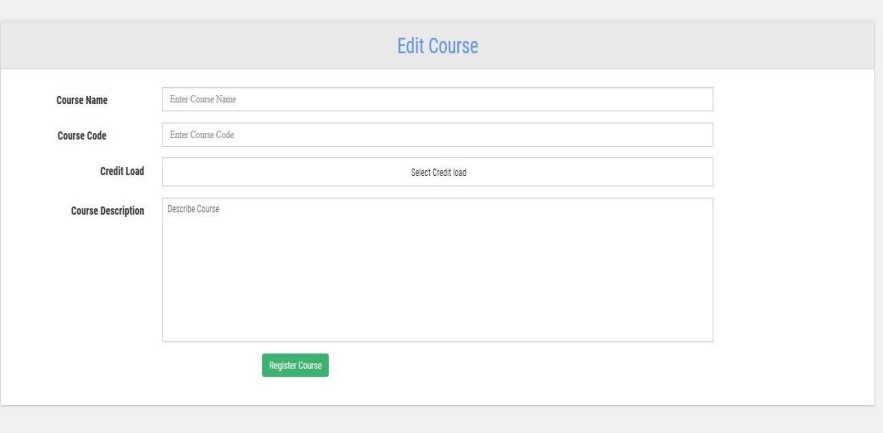 Edit Course
Course Name Enter Course Name
Course Code Enter Course Code
Credit Load Select Credit load
Course Description Describe Course
Register Course